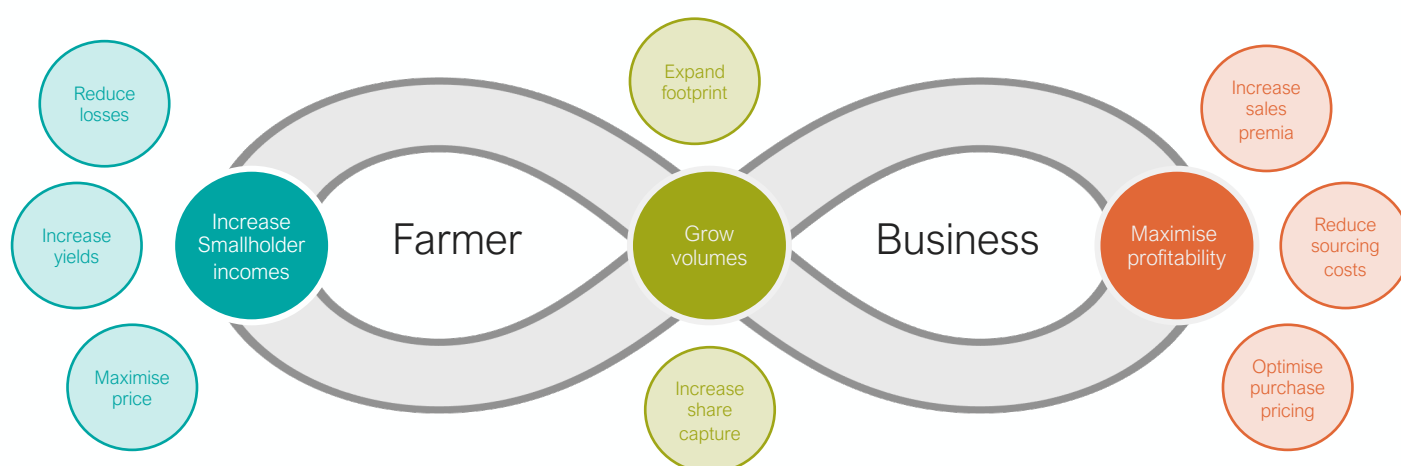 Reduce
losses
Increase
yields
Maximise
price
Increase
Smallholder
incomes
Farmer
Expand
footprint
Grow
volumes
Increase
share
capture
Business
Maximise
profitability
Increase
sales
premia
Reduce
sourcing
costs
Optimise
purchase
pricing